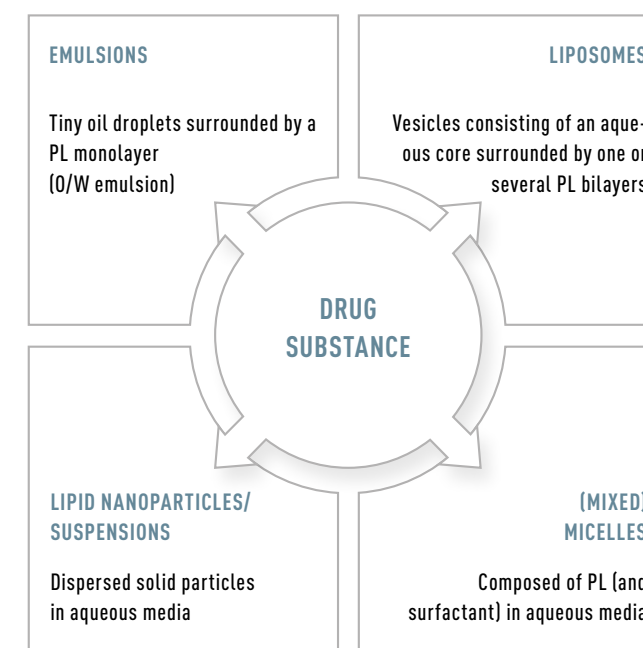 EMULSIONS
Tiny oil droplets surrounded by a
PL monolayer
(O/W emulsion)
LIPOSOMES
Vesicles consisting of an aque-
ous core surrounded by one or
several PL bilayers
DRUG
SUBSTANCE
LIPID NANOPARTICLES/
SUSPENSIONS
Dispersed solid particles
in aqueous media
(MIXED)
MICELLES
Composed of PL (and
surfactant) in aqueous media